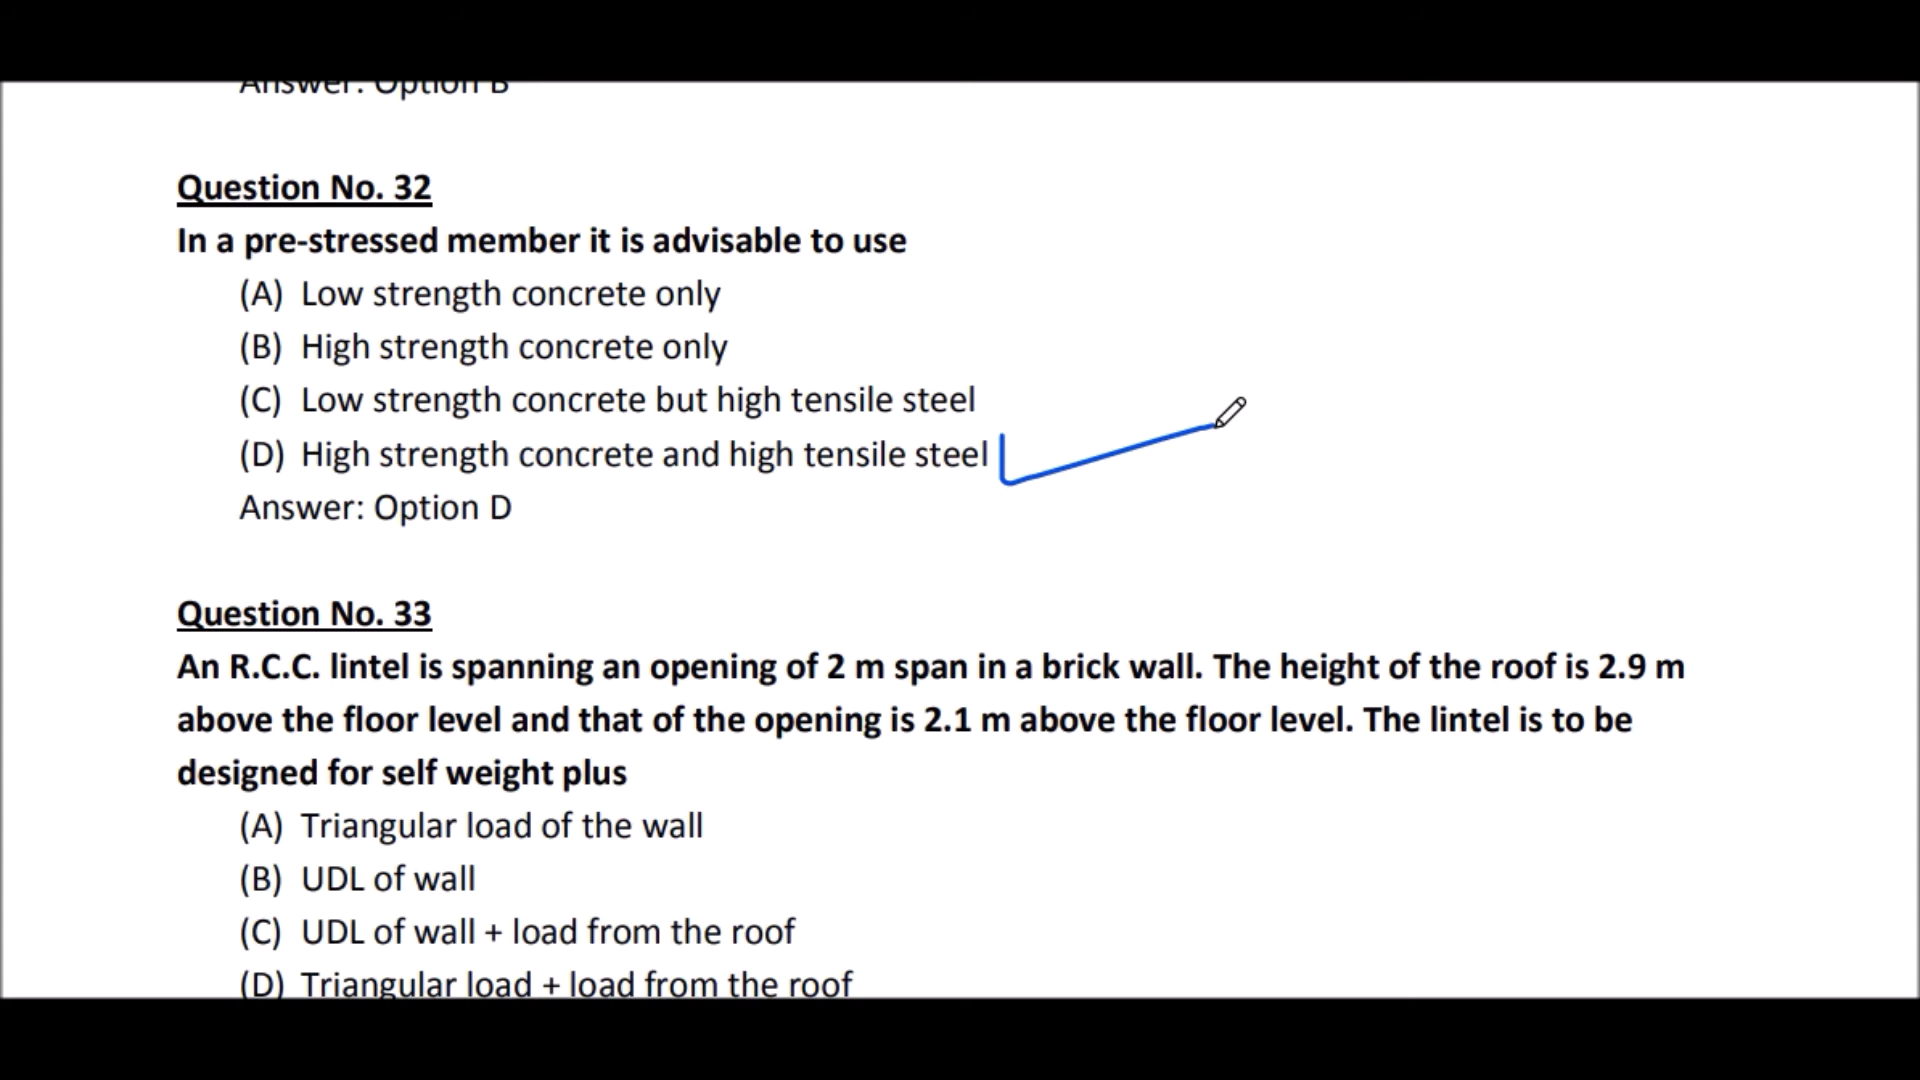 Answer: Option B
Question No. 32
In a pre-stressed member it is advisable to use
(A) Low strength concrete only
(B) High strength concrete only
(C) Low strength concrete but high tensile steel
(D) High strength concrete and high tensile steel
Answer: Option D
Question No. 33
An R.C.C. lintel is spanning an opening of 2 m span in a brick wall. The height of the roof is 2.9 m
above the floor level and that of the opening is 2.1 m above the floor level. The lintel is to be
designed for self weight plus
(A) Triangular load of the wall
(B) UDL of wall
(C) UDL of wall + load from the roof
(D) Triangular load + load from the roof